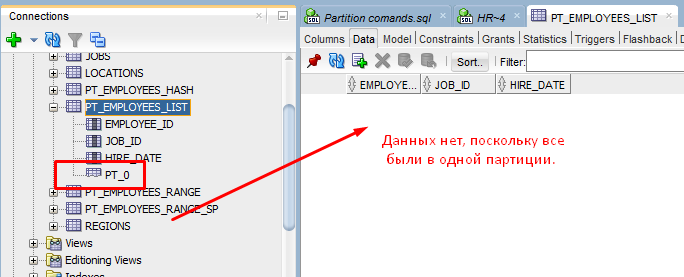 Connections
Partition comands.sql
HR~4
PT_EMPLOYEES_LIST
Columns Data Model Constraints Grants Statistics Triggers Flashback D
Sort.. Filter:
EMPLOYE... JOB_ID HIRE_DATE
JOBS
LOCATIONS
PT_EMPLOYEES_HASH
PT_EMPLOYEES_LIST
EMPLOYEE_ID
JOB_ID
HIRE_DATE
PT_0
PT_EMPLOYEES_RANGE
PT_EMPLOYEES_RANGE_SP
REGIONS
Views
Editioning Views
Indexes
Данных нет, поскольку все
были в одной партиции.